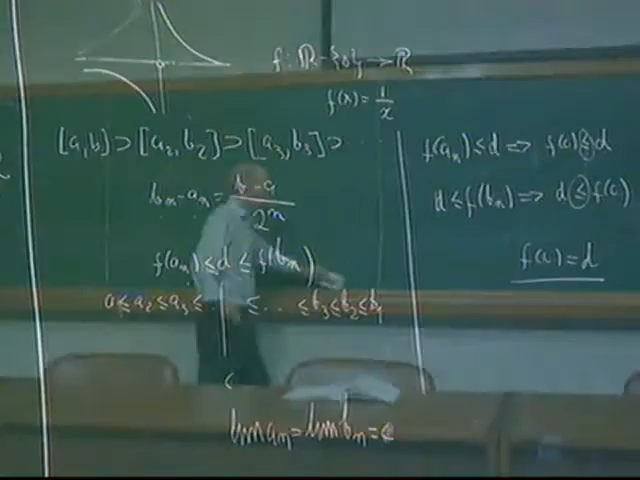 f: ℝ-{0} → ℝ
f(x) = 1/x
[a,b) ⊃ [a₂,b₂] ⊃ [a₃,b₃] ⊃
bₙ-aₙ = b-a/2ⁿ
f(aₙ) ≤ d ≤ f(bₙ)
a ≤ a₂ ≤ a₃ ≤ ... ≤ ... ≤ b₃ ≤ b₂ ≤ b₁
c
lim aₙ = lim bₙ = c
f(aₙ) ≤ d ⟹ f(c) ≤ d
d ≤ f(bₙ) ⟹ d ≤ f(c)
f(c) = d